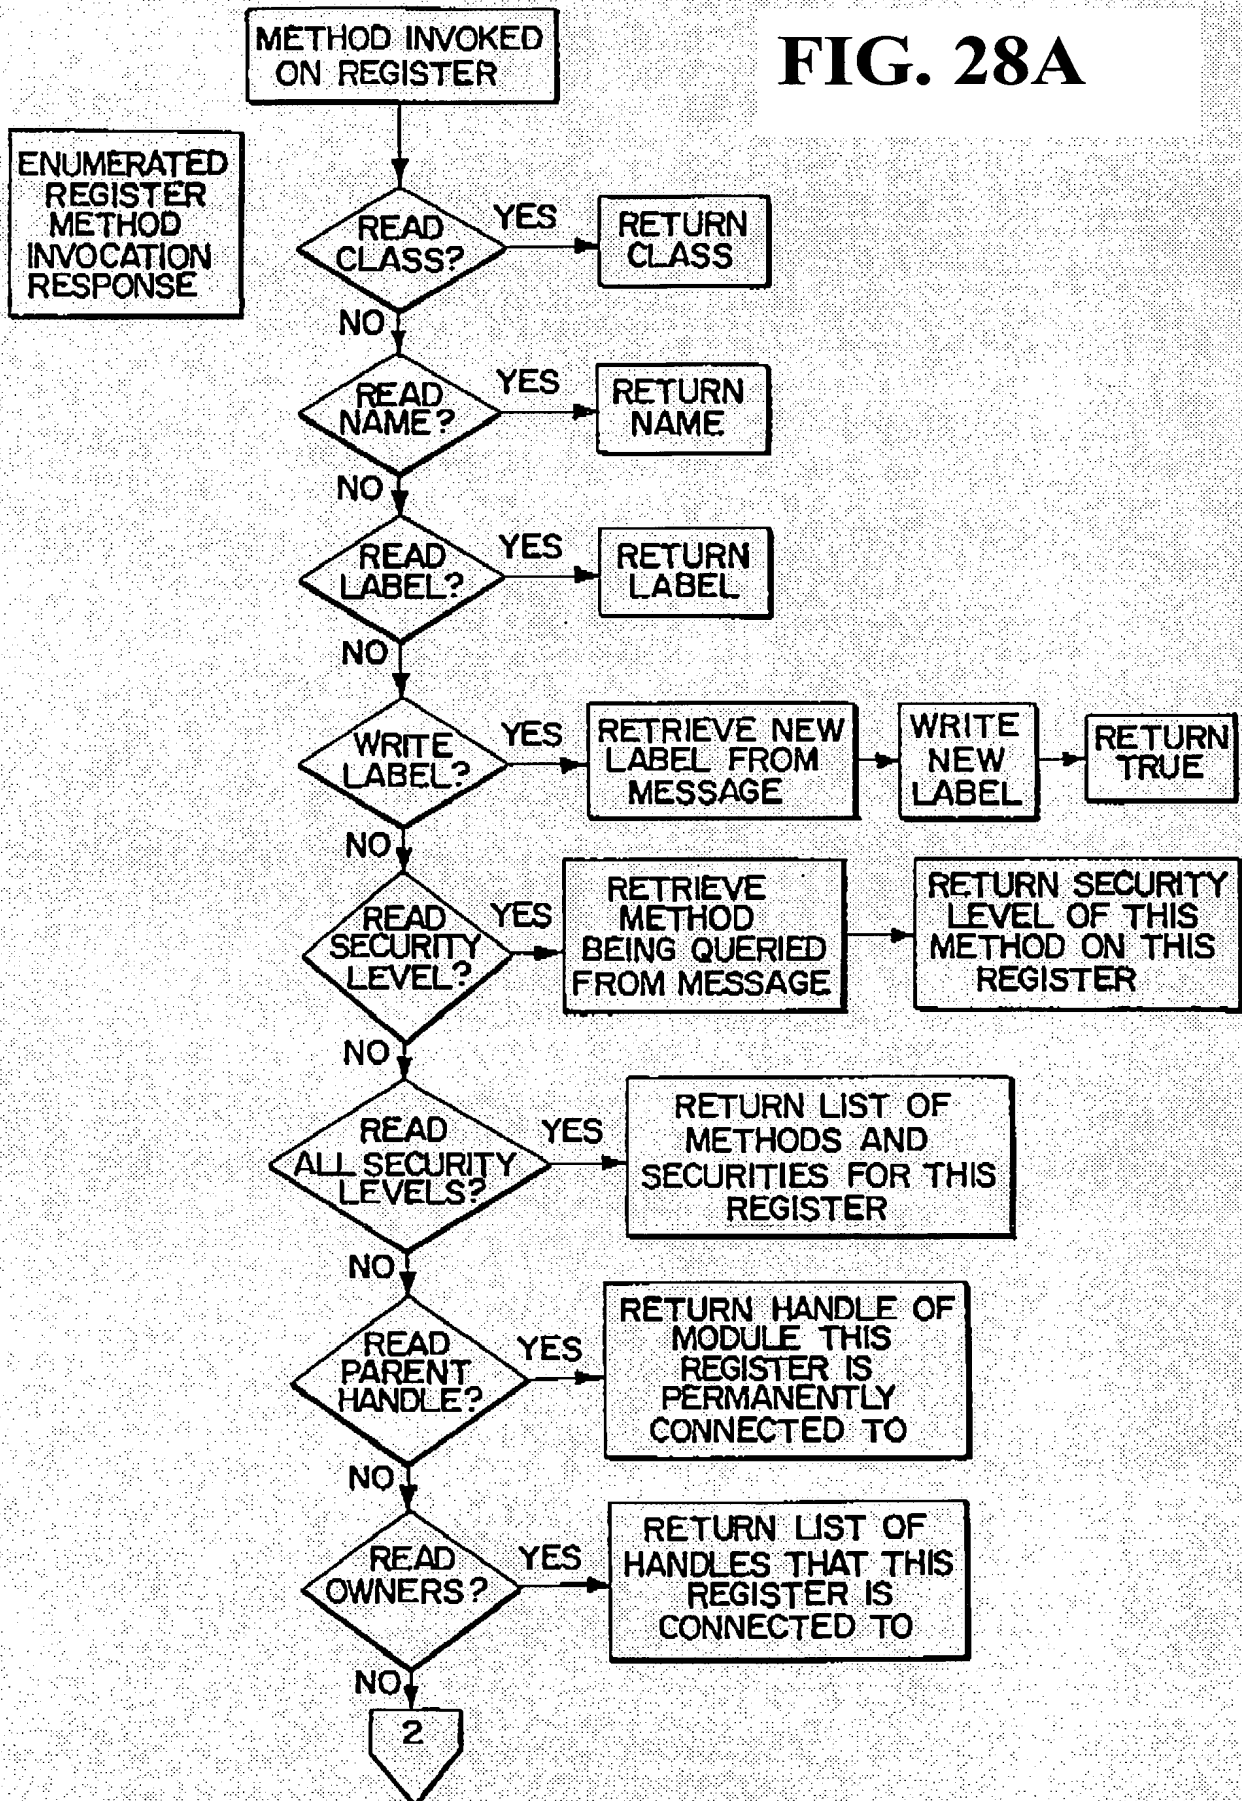 METHOD INVOKED
ON REGISTER
FIG. 28A
ENUMERATED
REGISTER
METHOD
INVOCATION
RESPONSE
READ
CLASS?
YES
RETURN
CLASS
NO
READ
NAME?
YES
RETURN
NAME
NO
READ
LABEL?
YES
RETURN
LABEL
NO
WRITE
LABEL?
YES
RETRIEVE NEW
LABEL FROM
MESSAGE
WRITE
NEW
LABEL
RETURN
TRUE
NO
READ
SECURITY
LEVEL?
YES
RETRIEVE
METHOD
BEING QUERIED
FROM MESSAGE
RETURN SECURITY
LEVEL OF THIS
METHOD ON THIS
REGISTER
NO
READ
ALL SECURITY
LEVELS?
YES
RETURN LIST OF
METHODS AND
SECURITIES FOR THIS
REGISTER
NO
READ
PARENT
HANDLE?
YES
RETURN HANDLE OF
MODULE THIS
REGISTER IS
PERMANENTLY
CONNECTED TO
NO
READ
OWNERS?
YES
RETURN LIST OF
HANDLES THAT THIS
REGISTER IS
CONNECTED TO
NO
2